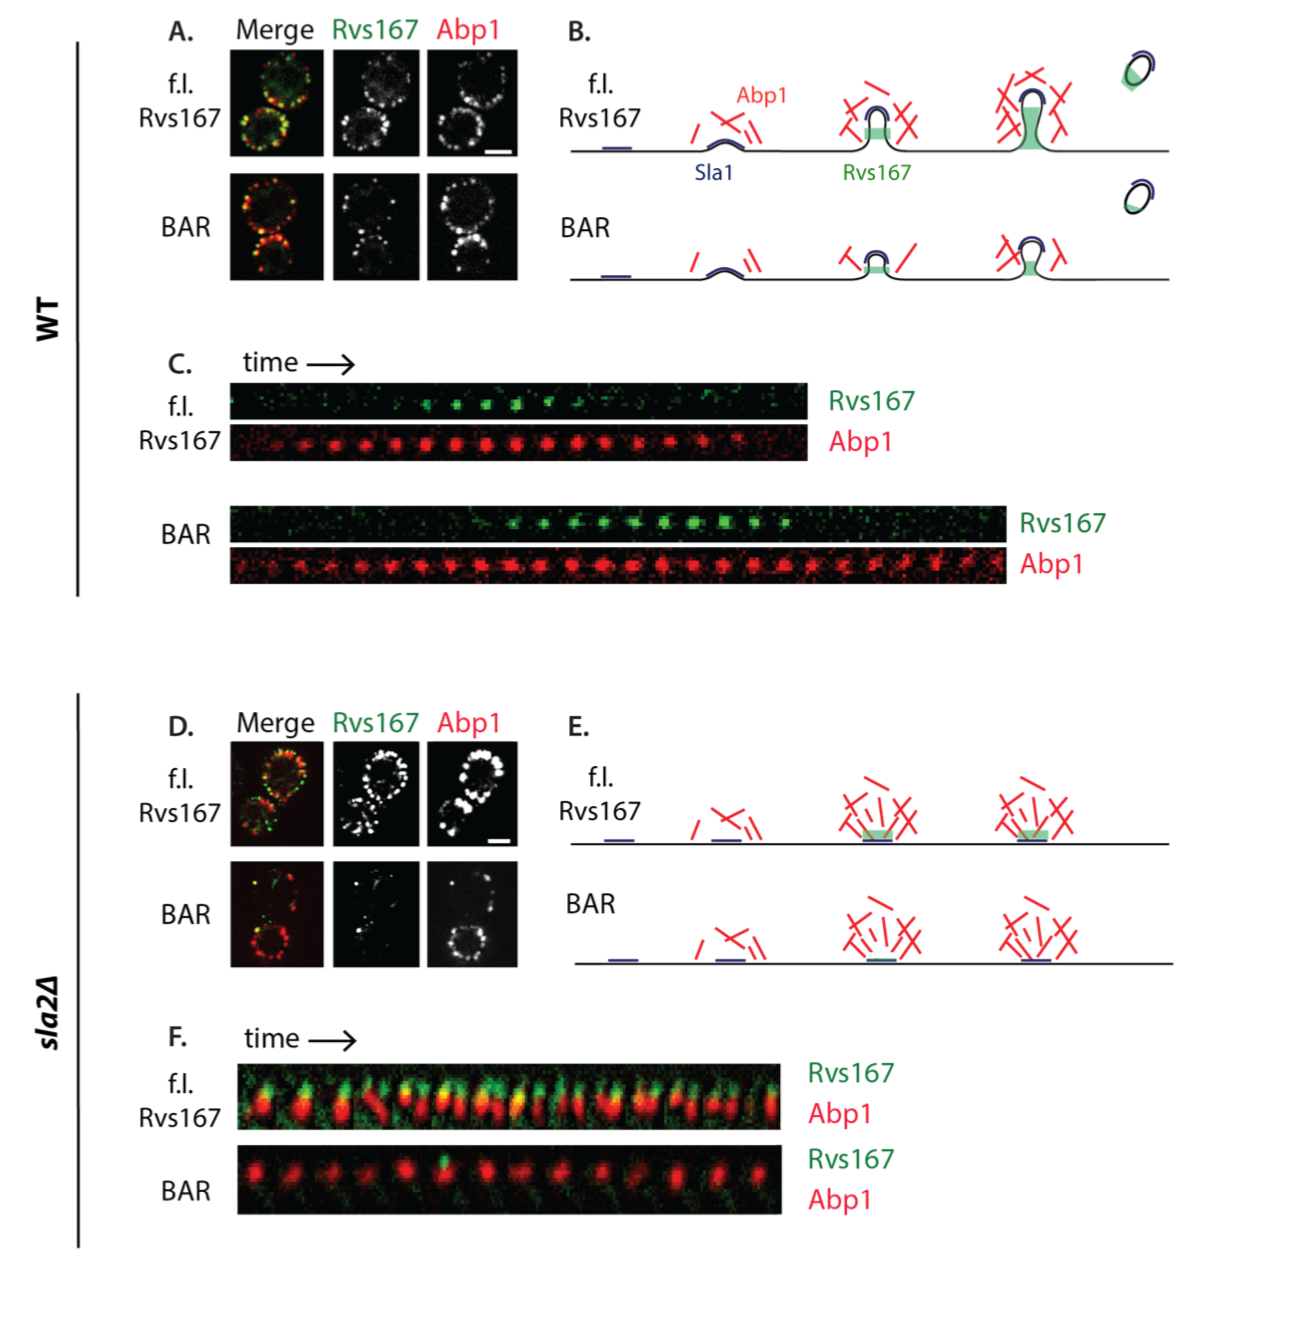 WT
A.
Merge Rvs167 Abp1
f.l.
Rvs167
BAR
B.
f.l.
Rvs167
Abp1
Sla1
Rvs167
BAR
C.
time
f.l.
Rvs167
Rvs167
Abp1
BAR
Rvs167
Abp1
sla2Δ
D.
Merge Rvs167 Abp1
f.l.
Rvs167
BAR
E.
f.l.
Rvs167
BAR
F.
time
f.l.
Rvs167
Rvs167
Abp1
BAR
Rvs167
Abp1